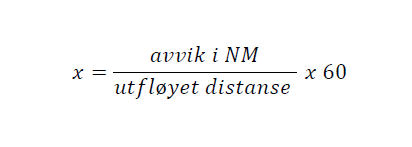 x = avvik i NM / utfløyet distanse x 60